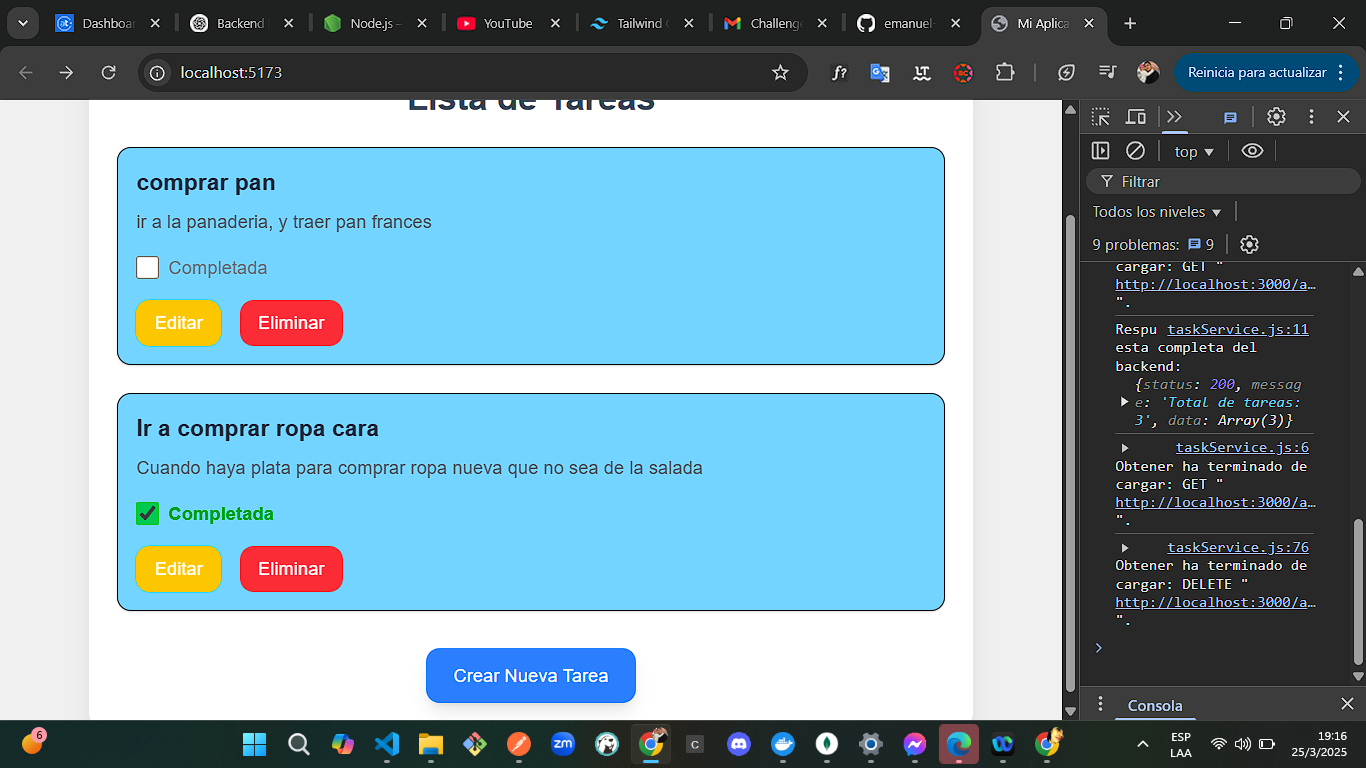 Dashboar
Backend
Node.js –
YouTube
Tailwind C
Challenge
emanuel-
Mi Aplica
localhost:5173
Reinicia para actualizar
Lista de Tareas
comprar pan
ir a la panaderia, y traer pan frances
Completada
Editar
Eliminar
Ir a comprar ropa cara
Cuando haya plata para comprar ropa nueva que no sea de la salada
Completada
Editar
Eliminar
Crear Nueva Tarea
top
Filtrar
Todos los niveles
9 problemas: 9
cargar: GET "
http://localhost:3000/a…
".
Respu taskService.js:11
esta completa del
backend:
{status: 200, messag
e: 'Total de tareas:
3', data: Array(3)}
taskService.js:6
Obtener ha terminado de
cargar: GET "
http://localhost:3000/a…
".
taskService.js:76
Obtener ha terminado de
cargar: DELETE "
http://localhost:3000/a…
".
Consola
6
zm
C
ESP
LAA
19:16
25/3/2025